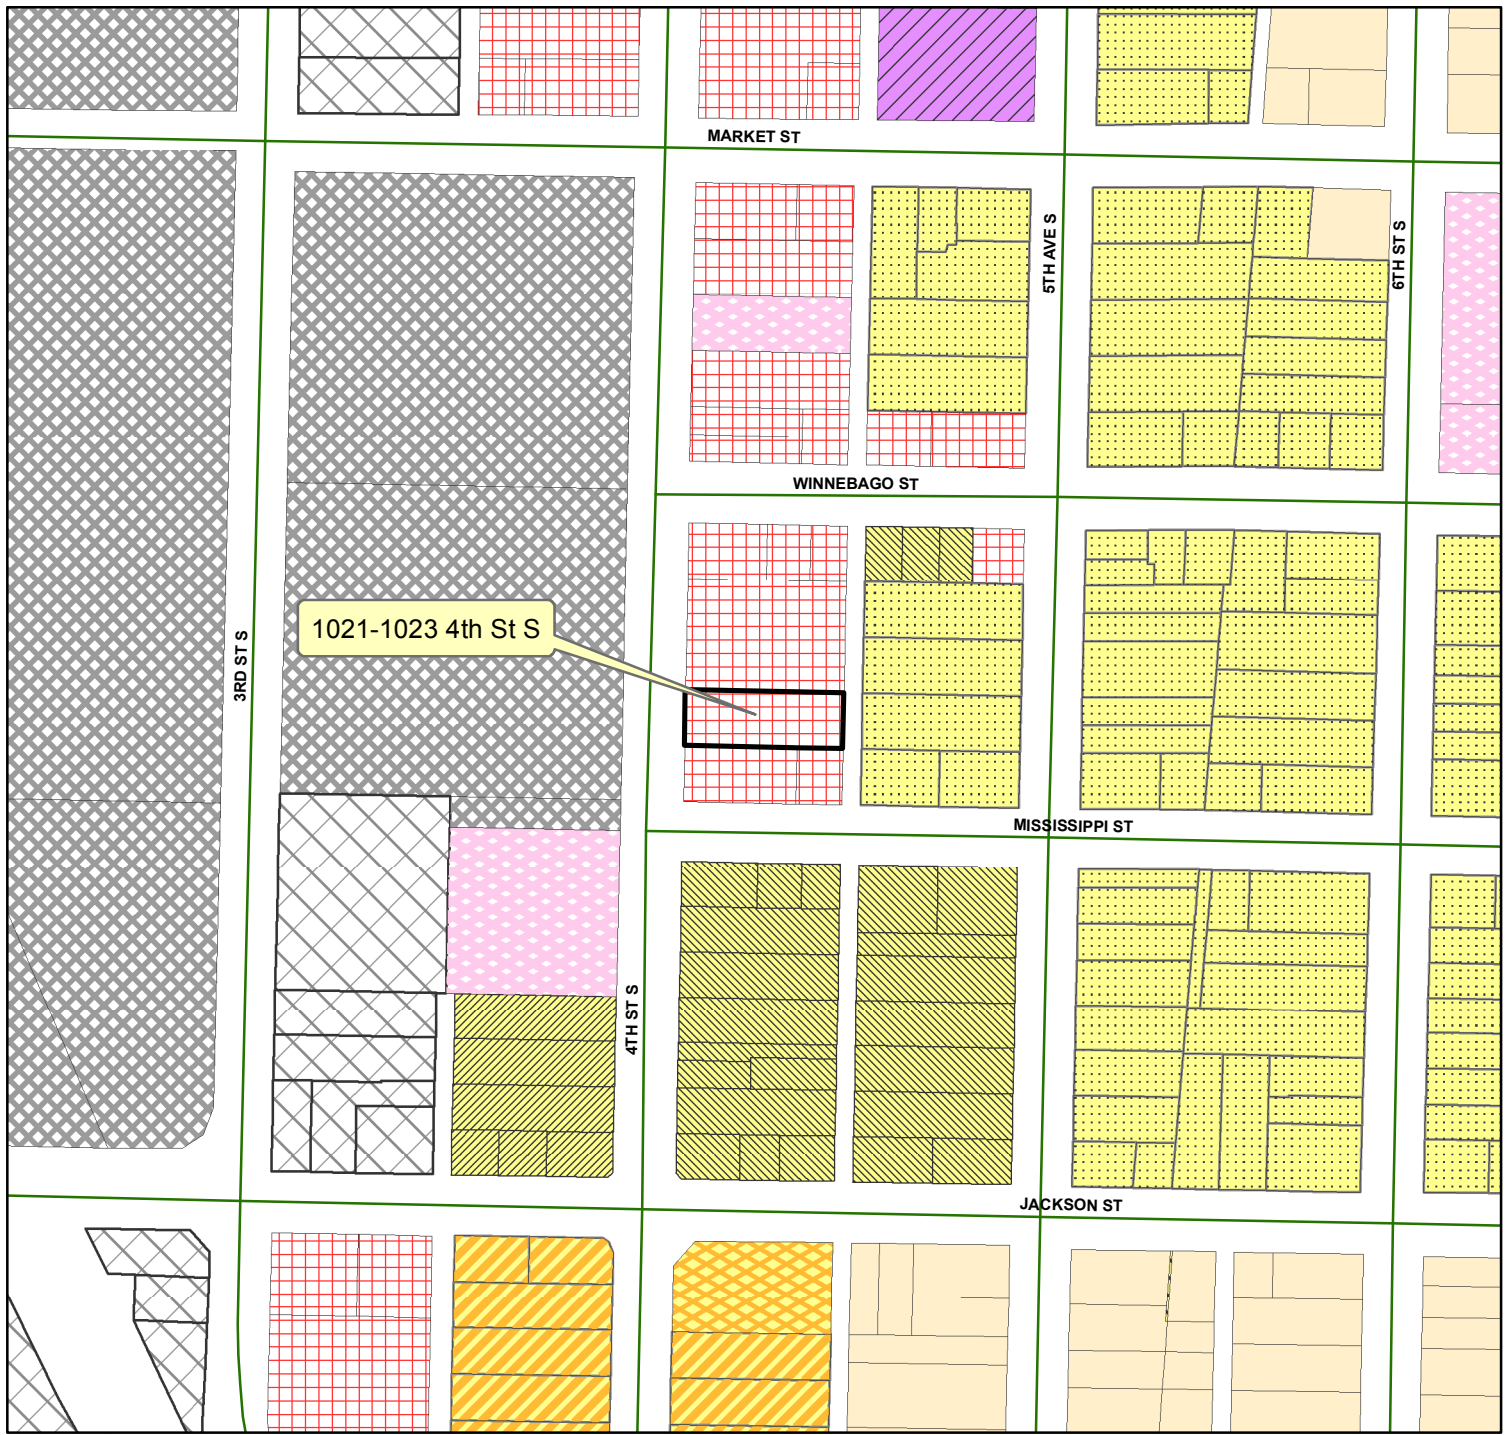 MARKET ST
5TH AVE S
6TH ST S
WINNEBAGO ST
1021-1023 4th St S
3RD ST S
MISSISSIPPI ST
4TH ST S
JACKSON ST